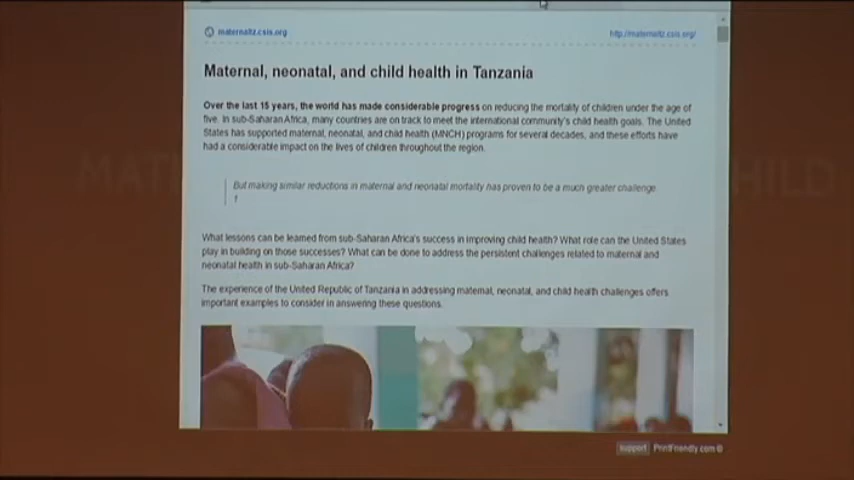 maternaltz.csis.org
http://maternaltz.csis.org/
Maternal, neonatal, and child health in Tanzania
Over the last 15 years, the world has made considerable progress on reducing the mortality of children under the age of
five. In sub-Saharan Africa, many countries are on track to meet the international community's child health goals. The United
States has supported maternal, neonatal, and child health (MNCH) programs for several decades, and these efforts have
had a considerable impact on the lives of children throughout the region.
But making similar reductions in maternal and neonatal mortality has proven to be a much greater challenge.
1
What lessons can be learned from sub-Saharan Africa's success in improving child health? What role can the United States
play in building on those successes? What can be done to address the persistent challenges related to maternal and
neonatal health in sub-Saharan Africa?
The experience of the United Republic of Tanzania in addressing maternal, neonatal, and child health challenges offers
important examples to consider in answering these questions.
MAT
HILD
support PrintFriendly.com